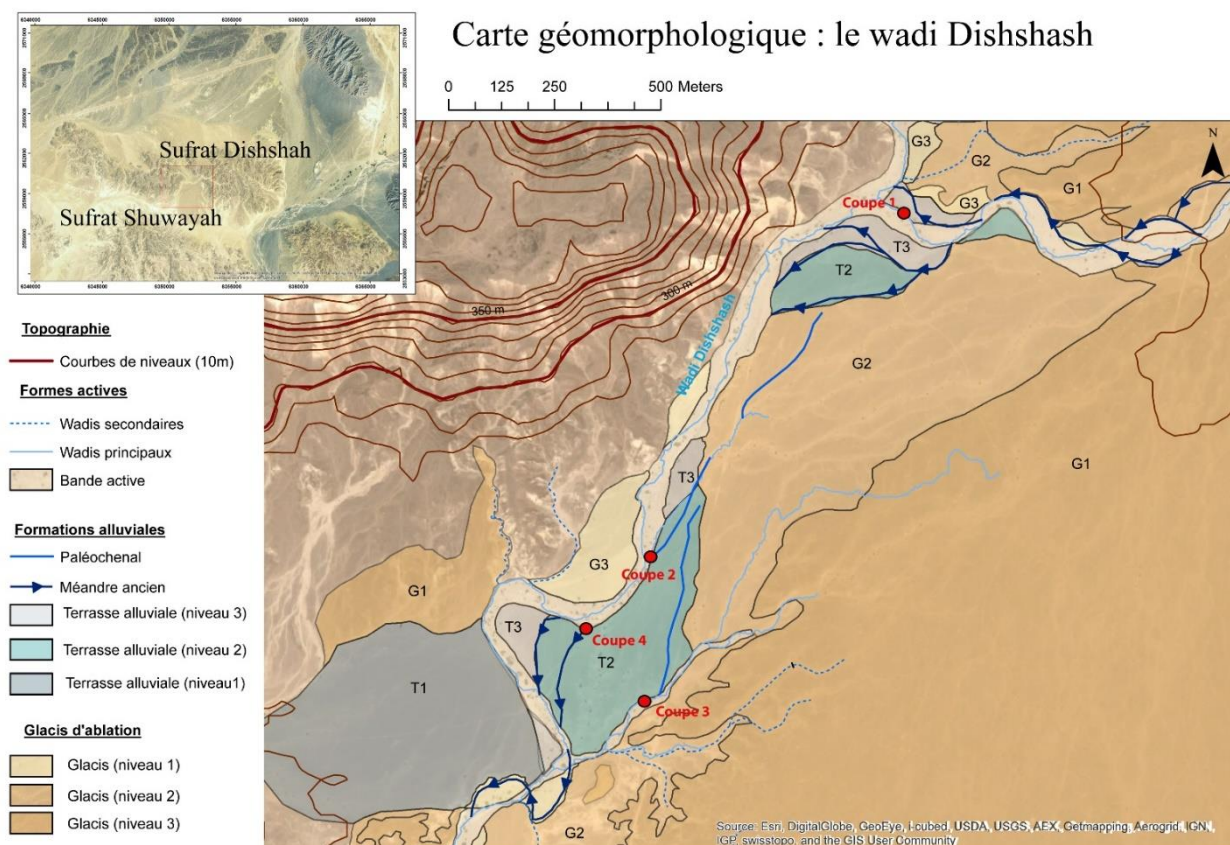 Carte géomorphologique : le wadi Dishshash
0 125 250 500 Meters
Sufrat Dishshah
Sufrat Shuwayah
N
G3
G2
G1
G3
Coupe 1
T3
T2
350 m
300 m
Wadi Dishshash
G2
G1
T3
G3
Coupe 2
G1
T3
Coupe 4
T2
T1
Coupe 3
G2
Topographie
Courbes de niveaux (10m)
Formes actives
Wadis secondaires
Wadis principaux
Bande active
Formations alluviales
Paléochenal
Méandre ancien
Terrasse alluviale (niveau 3)
Terrasse alluviale (niveau 2)
Terrasse alluviale (niveau1)
Glacis d'ablation
Glacis (niveau 1)
Glacis (niveau 2)
Glacis (niveau 3)
Source: Esri, DigitalGlobe, GeoEye, i-cubed, USDA, USGS, AEX, Getmapping, Aerogrid, IGN,
IGP, swisstopo, and the GIS User Community